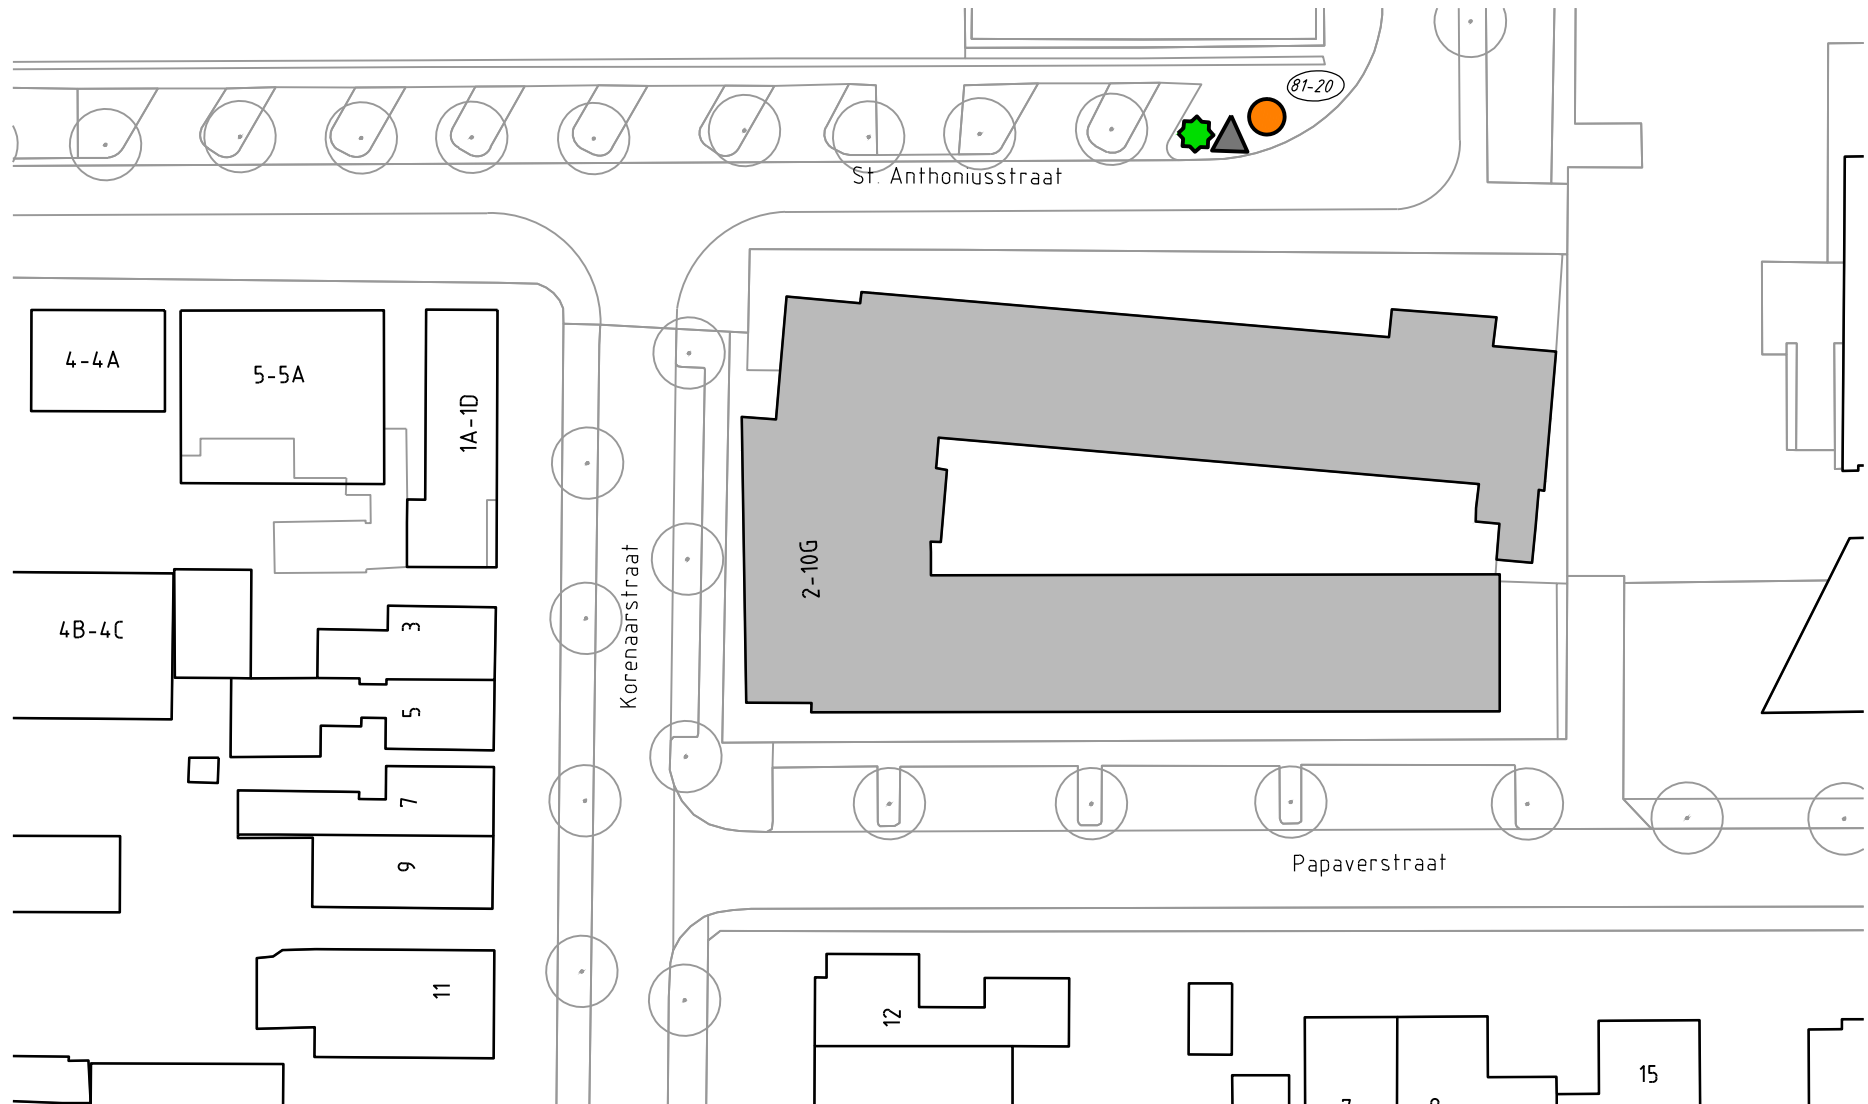 81-20
St. Anthoniusstraat
4-4A
5-5A
1A-1D
2-10G
Korenaarstraat
4B-4C
3
5
7
9
Papaverstraat
11
12
15